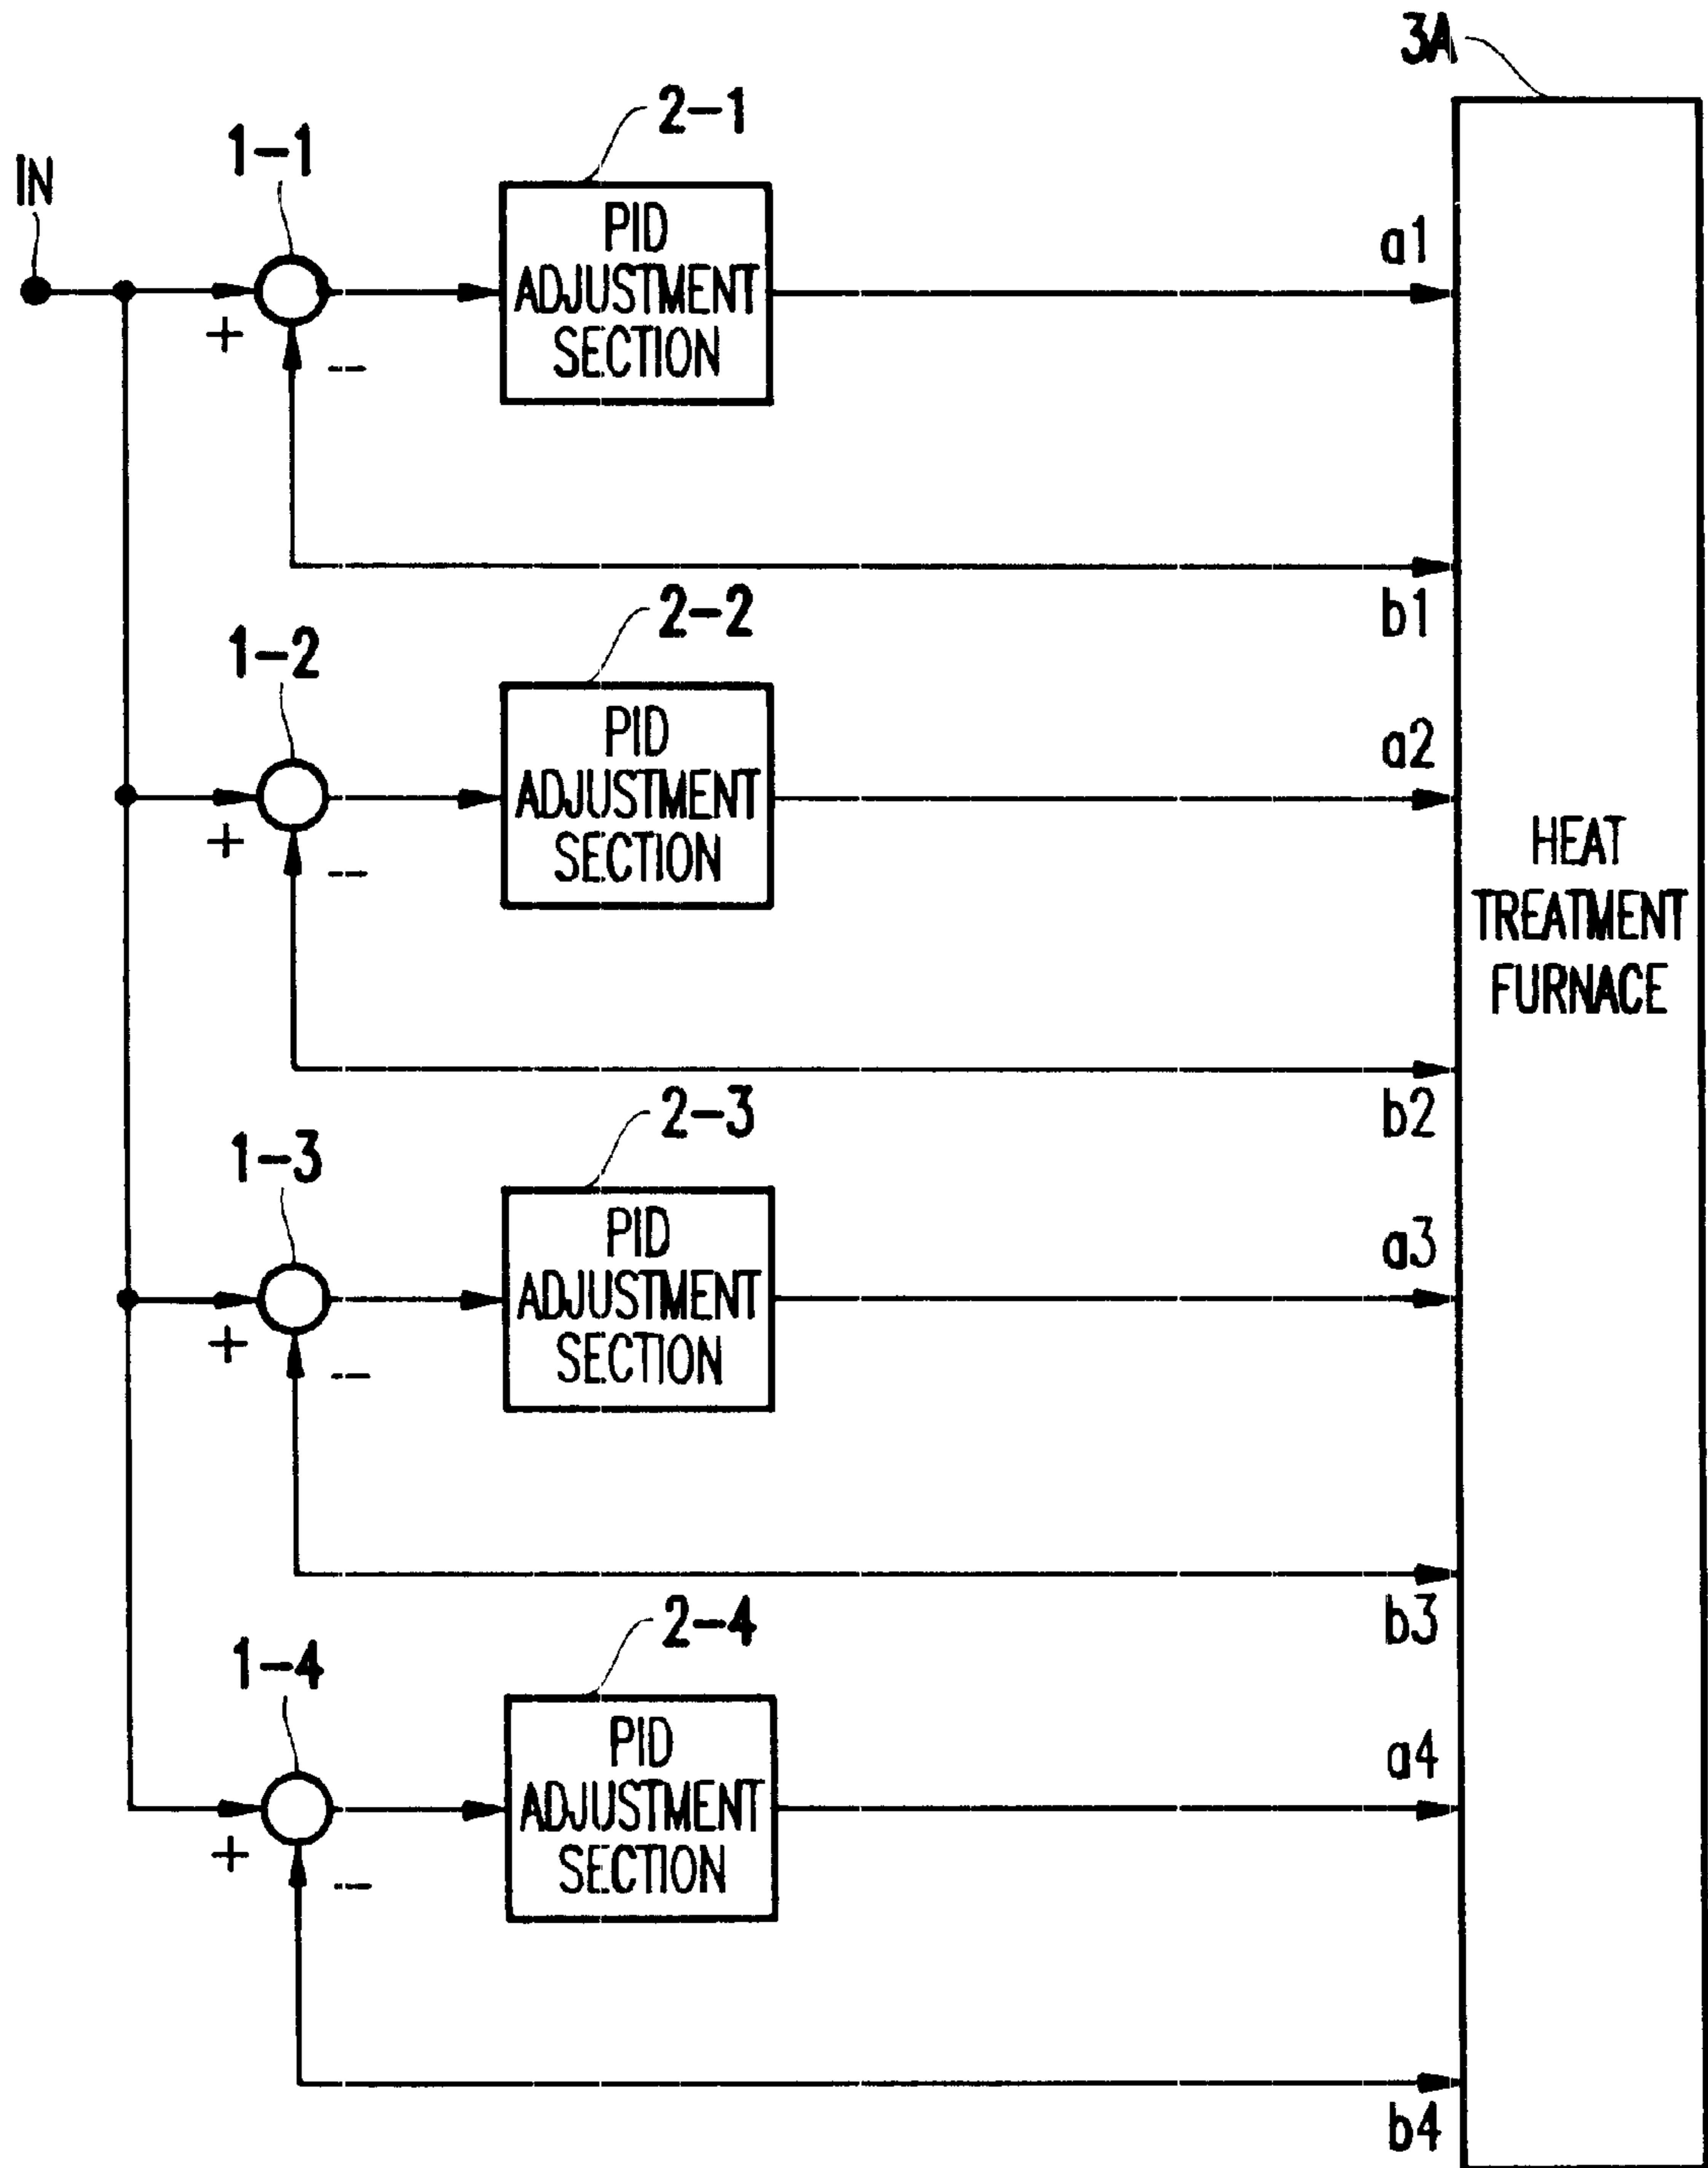 3A
2-1
1-1
IN
PID
ADJUSTMENT
SECTION
a1
+
--
b1
2-2
1-2
PID
ADJUSTMENT
SECTION
a2
+
--
HEAT
TREATMENT
FURNACE
b2
2-3
1-3
PID
ADJUSTMENT
SECTION
a3
+
--
b3
2-4
1-4
PID
ADJUSTMENT
SECTION
a4
+
--
b4